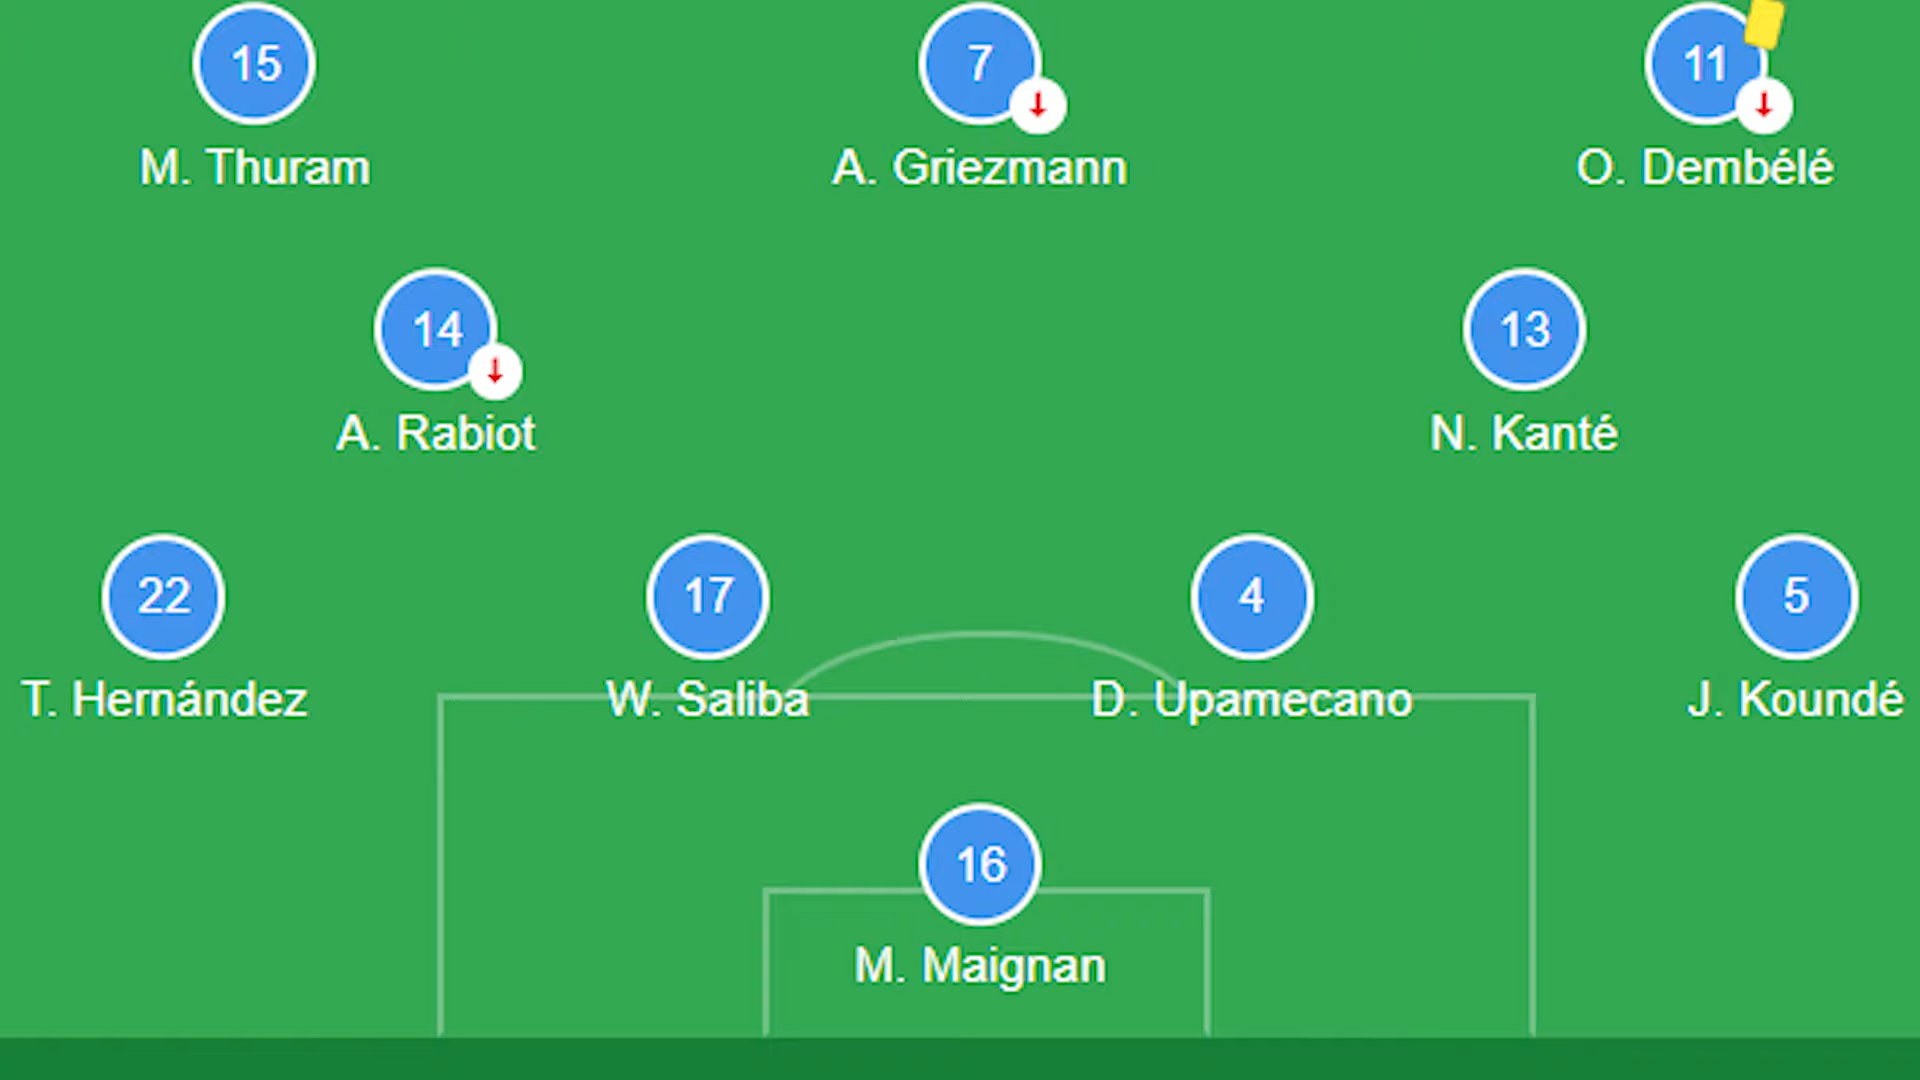 15 7 11
M. Thuram A. Griezmann O. Dembélé
14 13
A. Rabiot N. Kanté
22 17 4 5
T. Hernández W. Saliba D. Upamecano J. Koundé
16
M. Maignan